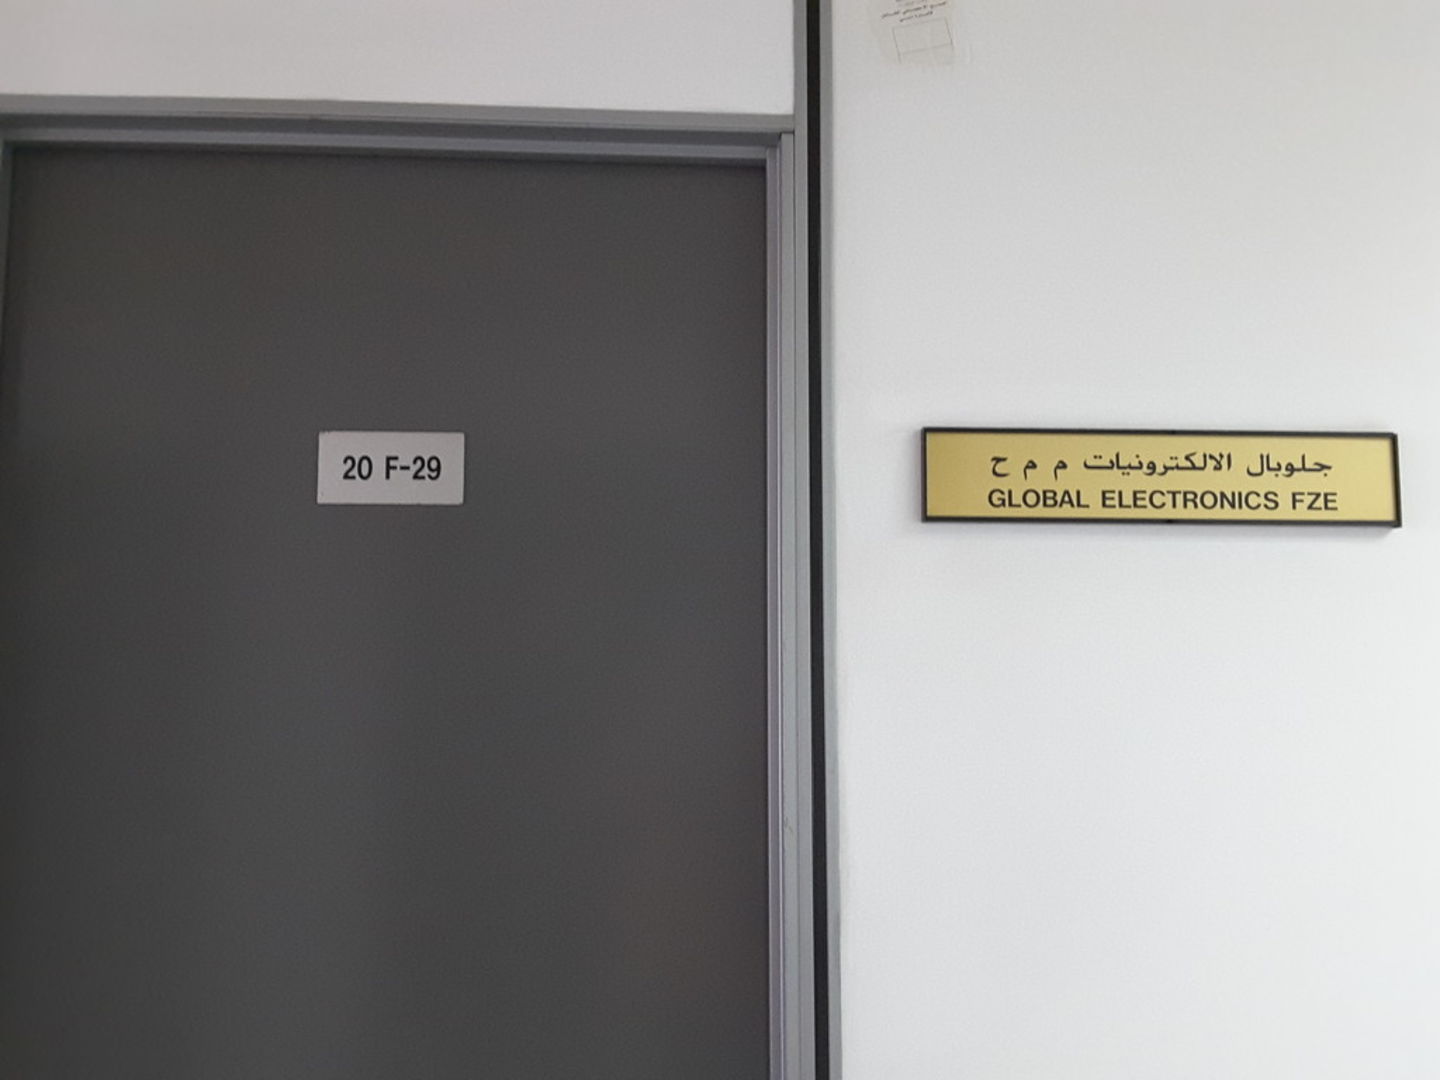 20 F-29
جلوبال الالكترونيات م م ح
GLOBAL ELECTRONICS FZE